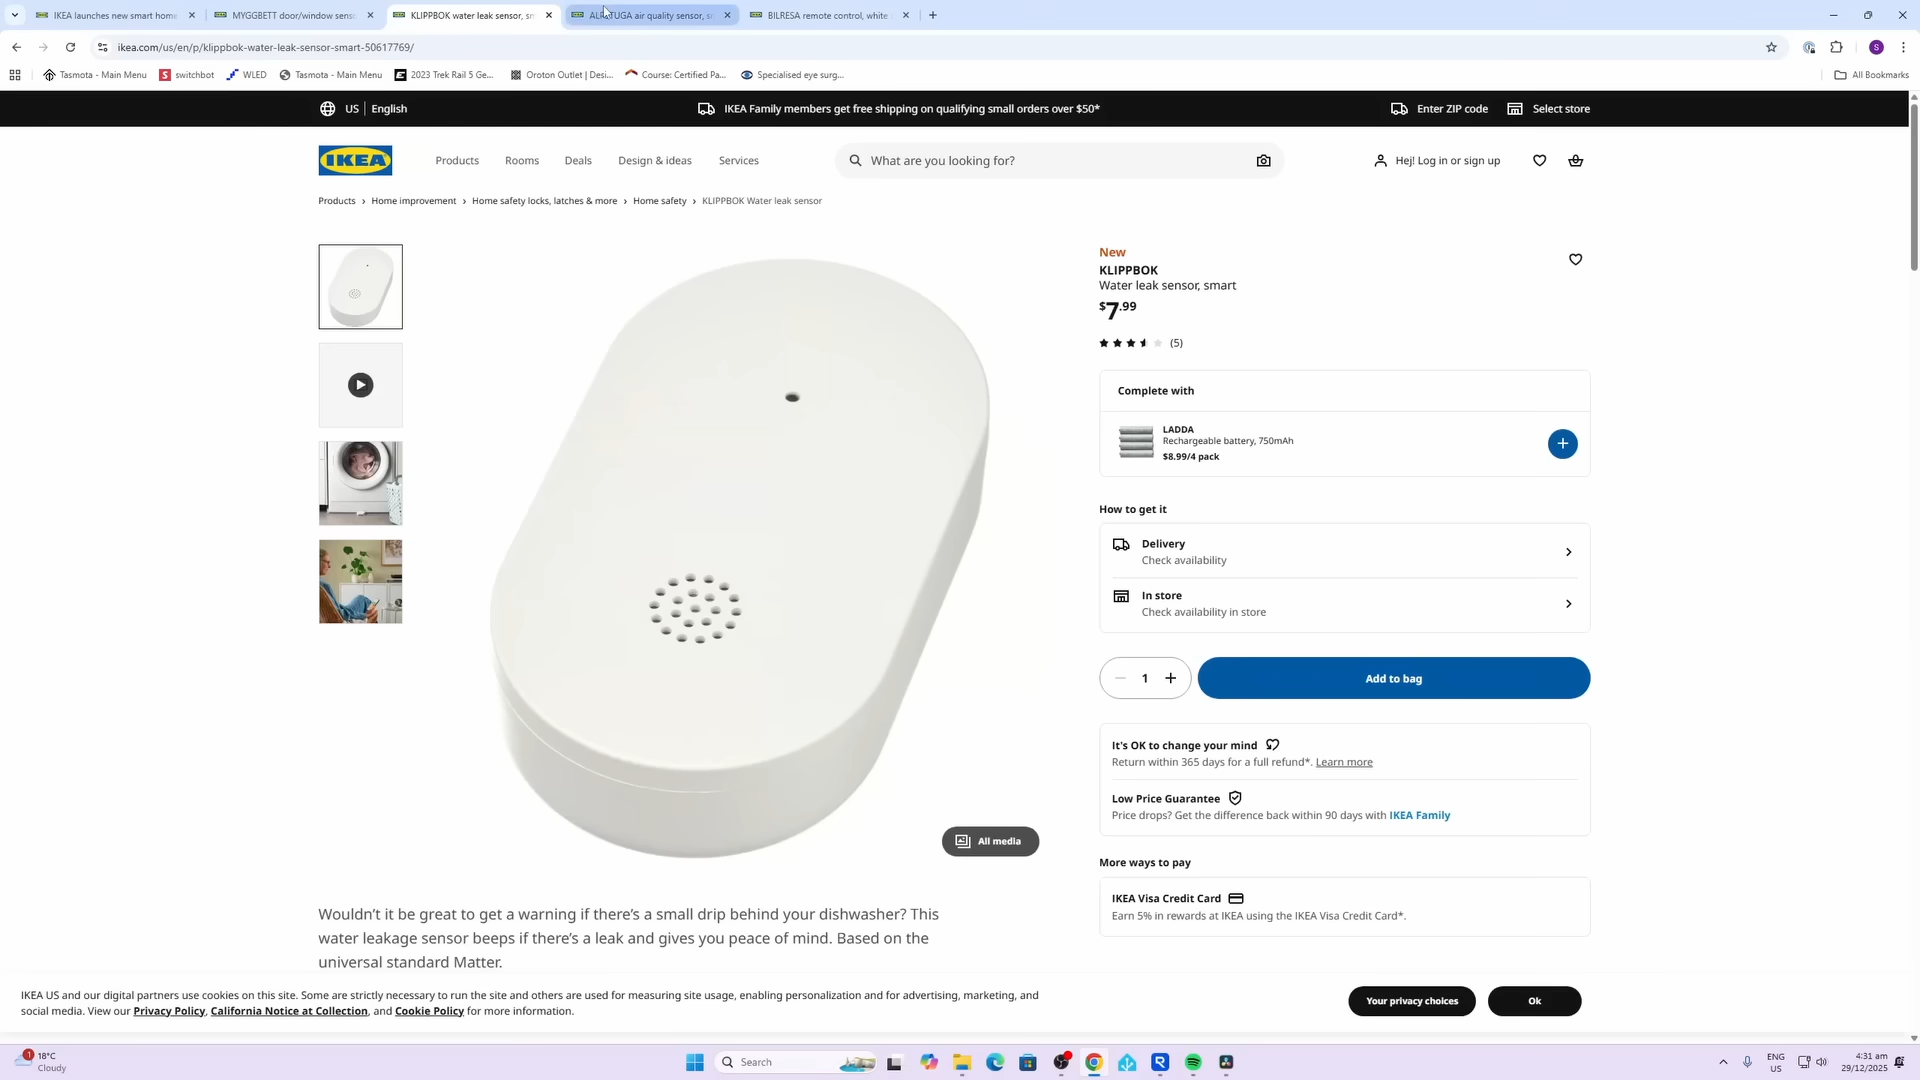 IKEA launches new smart home
MYGGBETT door/window senso
KLIPPBOK water leak sensor, sm
air quality sensor, s
BILRESA remote control, white
ikea.com/us/en/p/klippbok-water-leak-sensor-smart-50617769/
S
Tasmota - Main Menu
switchbot
WLED
Tasmota - Main Menu
2023 Trek Rail 5 Ge...
Oroton Outlet | Desi...
Course: Certified Pa...
Specialised eye surg...
All Bookmarks
US | English
IKEA Family members get free shipping on qualifying small orders over $50*
Enter ZIP code
Select store
IKEA
Products
Rooms
Deals
Design & ideas
Services
What are you looking for?
Hej! Log in or sign up
Products › Home improvement › Home safety locks, latches & more › Home safety › KLIPPBOK Water leak sensor
New
KLIPPBOK
Water leak sensor, smart
$7.99
(5)
Complete with
LADDA
Rechargeable battery, 750mAh
$8.99/4 pack
How to get it
Delivery
Check availability
In store
Check availability in store
1
Add to bag
It's OK to change your mind
Return within 365 days for a full refund*. Learn more
Low Price Guarantee
Price drops? Get the difference back within 90 days with IKEA Family
All media
More ways to pay
IKEA Visa Credit Card
Earn 5% in rewards at IKEA using the IKEA Visa Credit Card*.
Wouldn't it be great to get a warning if there's a small drip behind your dishwasher? This
water leakage sensor beeps if there's a leak and gives you peace of mind. Based on the
universal standard Matter.
IKEA US and our digital partners use cookies on this site. Some are strictly necessary to run the site and others are used for measuring site usage, enabling personalization and for advertising, marketing, and
social media. View our Privacy Policy, California Notice at Collection, and Cookie Policy for more information.
Your privacy choices
Ok
1
18°C
Cloudy
Search
ENG
US
4:31 am
29/12/2025